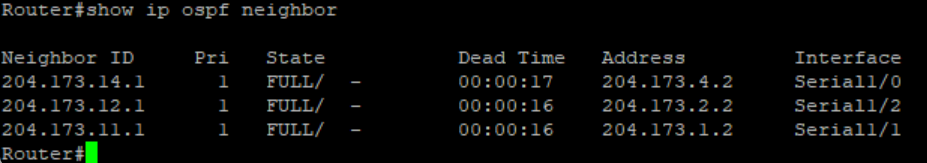 Router#show ip ospf neighbor
Neighbor ID Pri State Dead Time Address Interface
204.173.14.1 1 FULL/ - 00:00:17 204.173.4.2 Serial1/0
204.173.12.1 1 FULL/ - 00:00:16 204.173.2.2 Serial1/2
204.173.11.1 1 FULL/ - 00:00:16 204.173.1.2 Serial1/1
Router#